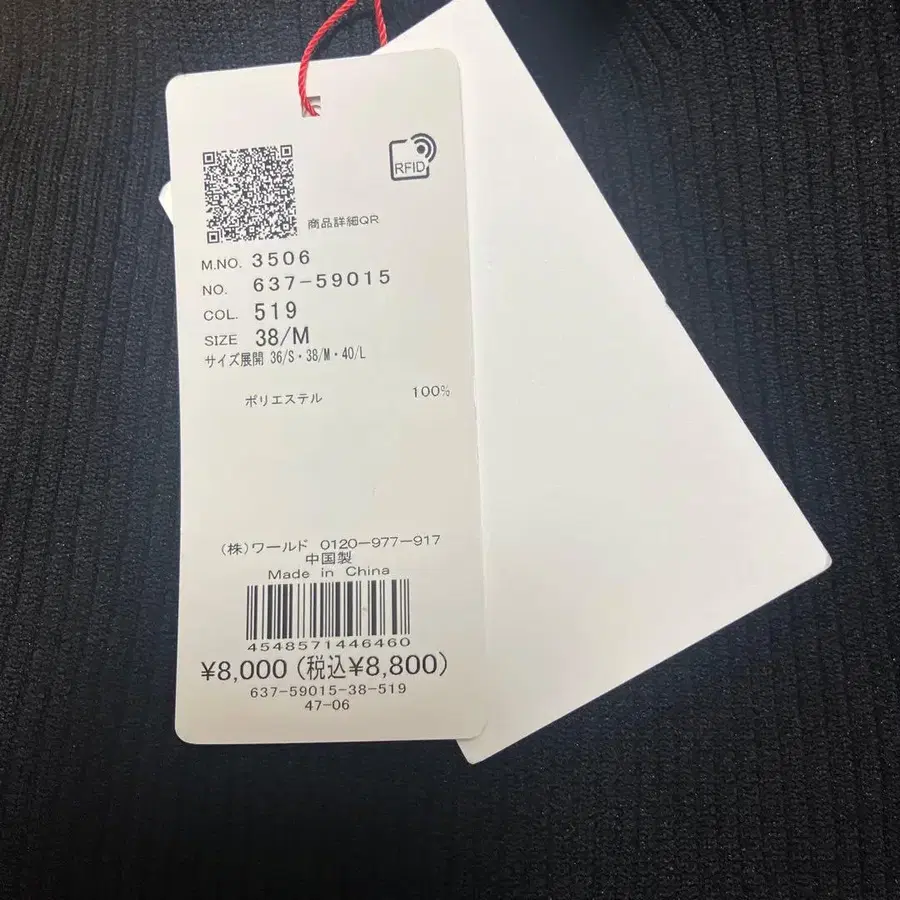 RFID
商品詳細QR
M.NO. 3506
NO. 637-59015
COL. 519
SIZE 38/M
サイズ展開 36/S・38/M・40/L
ポリエステル 100%
(株)ワールド 0120-977-917
中国製
Made in China
4548571446460
¥8,000(税込¥8,800)
637-59015-38-519
47-06